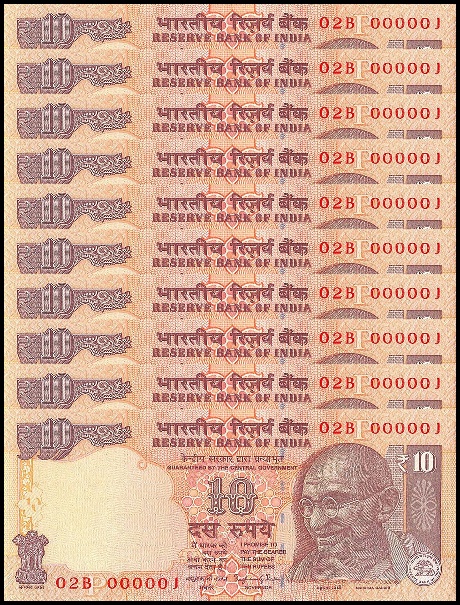 10 भारतीय रिज़र्व बैंक 02B 00000J
RESERVE BANK OF INDIA
10 भारतीय रिज़र्व बैंक 02B 00000J
RESERVE BANK OF INDIA
10 भारतीय रिज़र्व बैंक 02B 00000J
RESERVE BANK OF INDIA
10 भारतीय रिज़र्व बैंक 02B 00000J
RESERVE BANK OF INDIA
10 भारतीय रिज़र्व बैंक 02B 00000J
RESERVE BANK OF INDIA
10 भारतीय रिज़र्व बैंक 02B 00000J
RESERVE BANK OF INDIA
10 भारतीय रिज़र्व बैंक 02B 00000J
RESERVE BANK OF INDIA
10 भारतीय रिज़र्व बैंक 02B 00000J
RESERVE BANK OF INDIA
10 भारतीय रिज़र्व बैंक 02B 00000J
RESERVE BANK OF INDIA
10 भारतीय रिज़र्व बैंक 02B 00000J
RESERVE BANK OF INDIA
केन्द्रीय सरकार द्वारा प्रत्याभूत
GUARANTEED BY THE CENTRAL GOVERNMENT
₹ 10
10
दस रुपये
I PROMISE TO
PAY THE BEARER
THE SUM OF
TEN RUPEES
02B 00000J
GOVERNOR